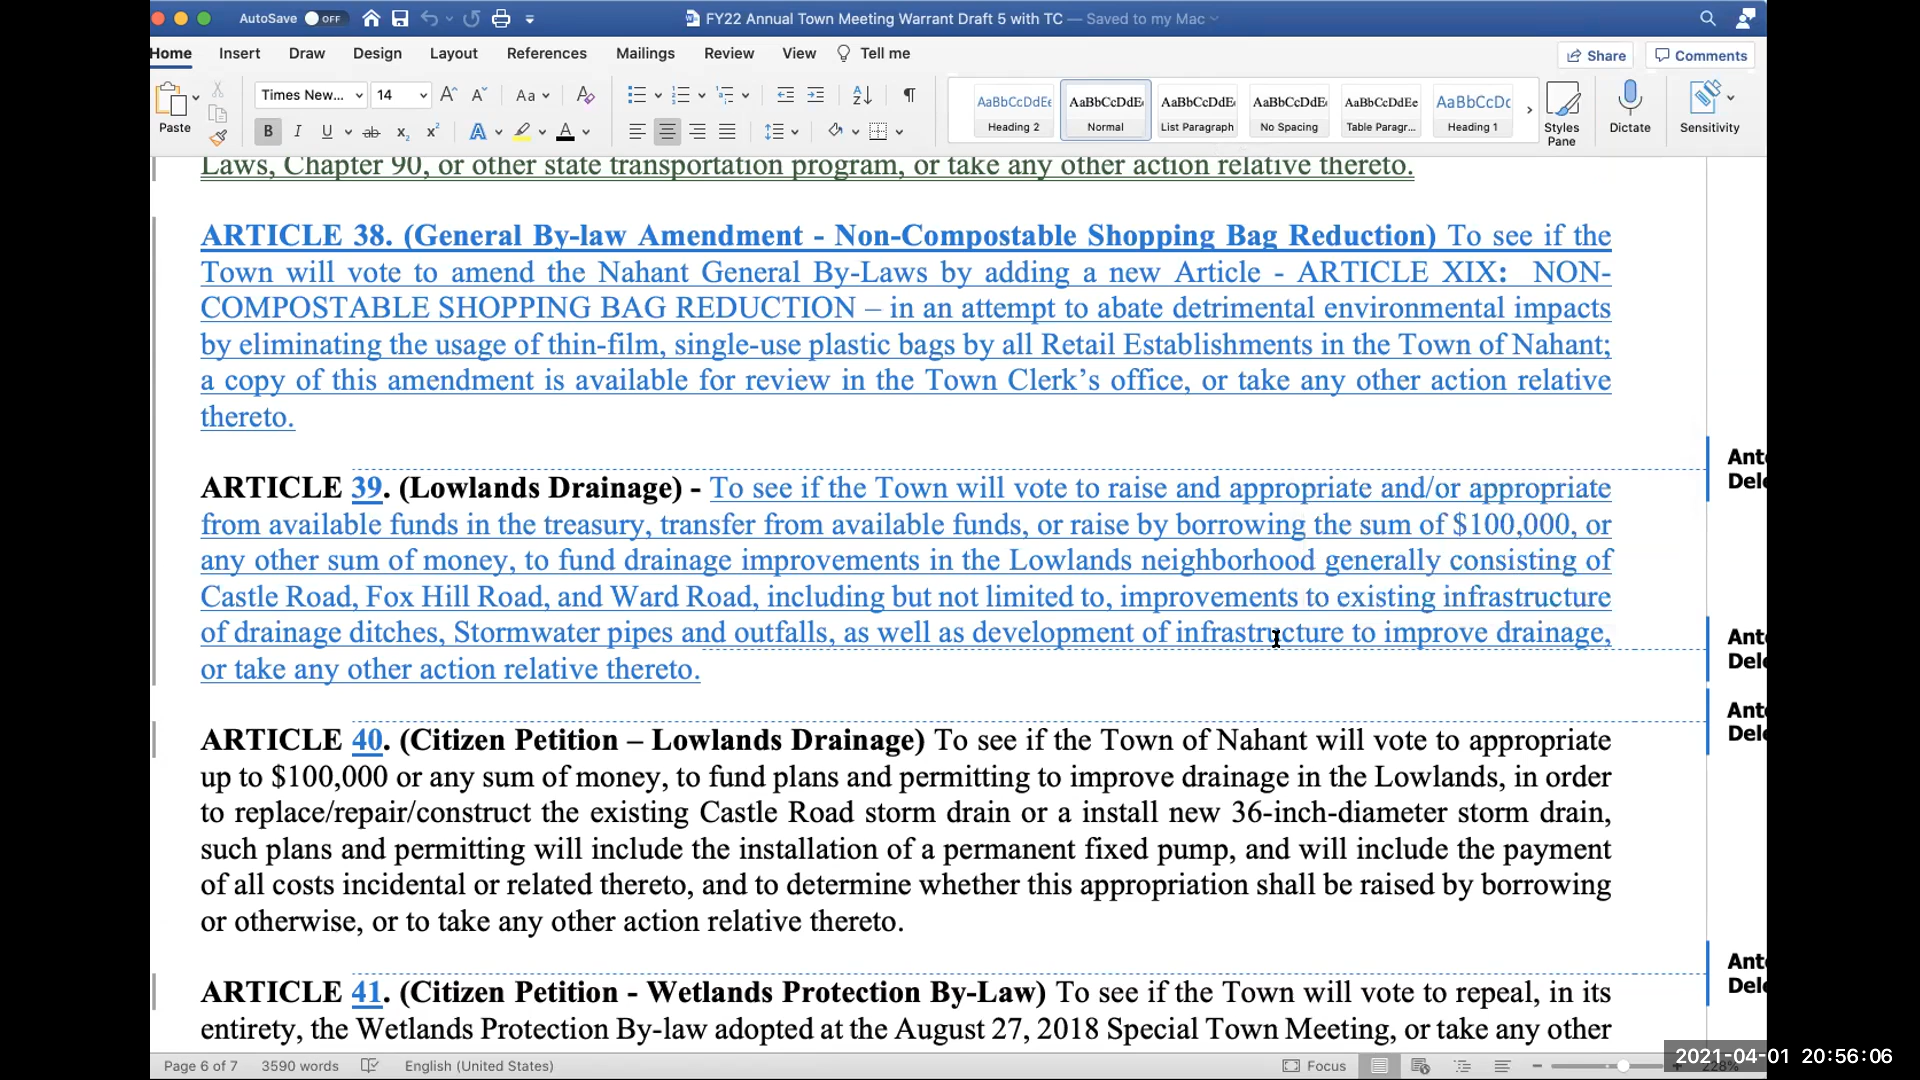 AutoSave OFF
FY22 Annual Town Meeting Warrant Draft 5 with TC — Saved to my Mac
Home Insert Draw Design Layout References Mailings Review View Tell me
Share Comments
Paste
Times New... 14
Aa
AaBbCcDdEe AaBbCcDdEe AaBbCcDdEe AaBbCcDdEe AaBbCcDdEe AaBbCcDc
Heading 2 Normal List Paragraph No Spacing Table Paragr... Heading 1
Styles
Pane
Dictate
Sensitivity
Laws, Chapter 90, or other state transportation program, or take any other action relative thereto.
ARTICLE 38. (General By-law Amendment - Non-Compostable Shopping Bag Reduction) To see if the
Town will vote to amend the Nahant General By-Laws by adding a new Article - ARTICLE XIX: NON-
COMPOSTABLE SHOPPING BAG REDUCTION – in an attempt to abate detrimental environmental impacts
by eliminating the usage of thin-film, single-use plastic bags by all Retail Establishments in the Town of Nahant;
a copy of this amendment is available for review in the Town Clerk’s office, or take any other action relative
thereto.
ARTICLE 39. (Lowlands Drainage) - To see if the Town will vote to raise and appropriate and/or appropriate
from available funds in the treasury, transfer from available funds, or raise by borrowing the sum of $100,000, or
any other sum of money, to fund drainage improvements in the Lowlands neighborhood generally consisting of
Castle Road, Fox Hill Road, and Ward Road, including but not limited to, improvements to existing infrastructure
of drainage ditches, Stormwater pipes and outfalls, as well as development of infrastructure to improve drainage,
or take any other action relative thereto.
ARTICLE 40. (Citizen Petition – Lowlands Drainage) To see if the Town of Nahant will vote to appropriate
up to $100,000 or any sum of money, to fund plans and permitting to improve drainage in the Lowlands, in order
to replace/repair/construct the existing Castle Road storm drain or a install new 36-inch-diameter storm drain,
such plans and permitting will include the installation of a permanent fixed pump, and will include the payment
of all costs incidental or related thereto, and to determine whether this appropriation shall be raised by borrowing
or otherwise, or to take any other action relative thereto.
ARTICLE 41. (Citizen Petition - Wetlands Protection By-Law) To see if the Town will vote to repeal, in its
entirety, the Wetlands Protection By-law adopted at the August 27, 2018 Special Town Meeting, or take any other
Page 6 of 7 3590 words English (United States)
Focus
2021-04-01 20:56:06